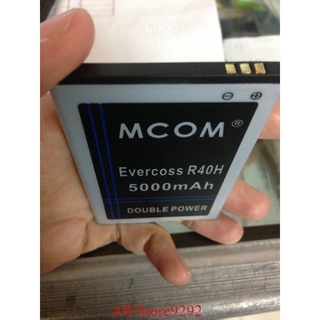 LOGO
MCOM®
Evercoss R40H
5000mAh
DOUBLE POWER
AWStore9292